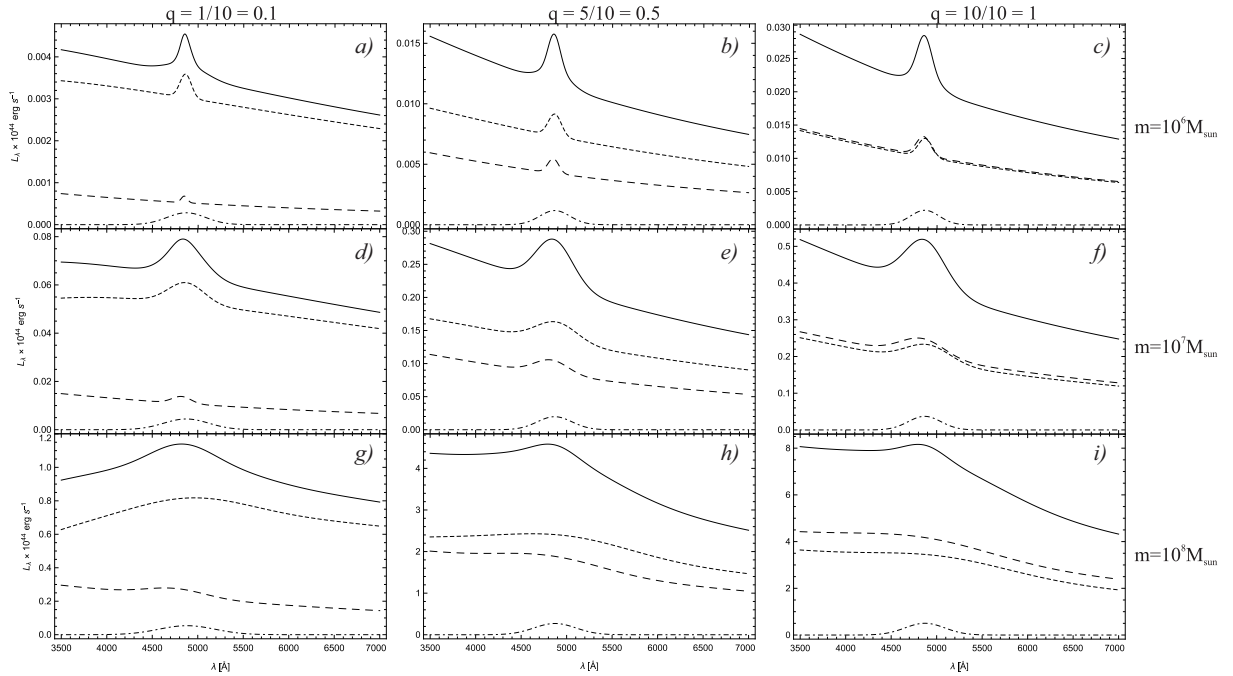 q = 1/10 = 0.1
q = 5/10 = 0.5
q = 10/10 = 1
a)
b)
c)
0.004
0.003
0.002
0.001
0.000
0.015
0.010
0.005
0.000
0.030
0.025
0.020
0.015
0.010
0.005
0.000
Lλ × 10⁴⁴ erg s⁻¹
m=10⁶Msun
d)
e)
f)
0.08
0.06
0.04
0.02
0.00
0.30
0.25
0.20
0.15
0.10
0.05
0.00
0.5
0.4
0.3
0.2
0.1
0.0
Lλ × 10⁴⁴ erg s⁻¹
m=10⁷Msun
g)
h)
i)
1.2
1.0
0.8
0.6
0.4
0.2
0.0
4
3
2
1
0
8
6
4
2
0
Lλ × 10⁴⁴ erg s⁻¹
m=10⁸Msun
3500 4000 4500 5000 5500 6000 6500 7000
3500 4000 4500 5000 5500 6000 6500 7000
3500 4000 4500 5000 5500 6000 6500 7000
λ [Å]
λ [Å]
λ [Å]